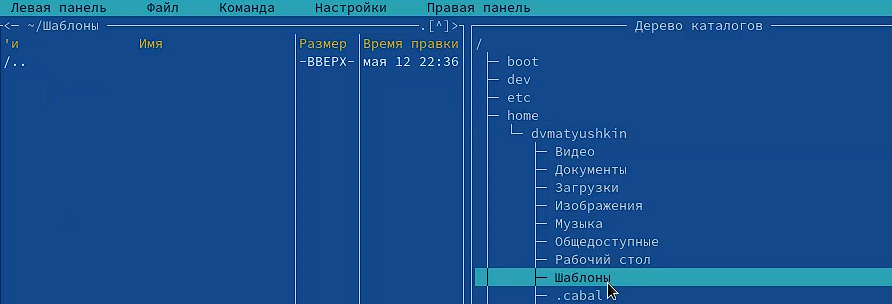 Левая панель Файл Команда Настройки Правая панель
<— ~/Шаблоны .[^]>
'и Имя Размер Время правки
/.. -ВВЕРХ- мая 12 22:36
Дерево каталогов
/
boot
dev
etc
home
dvmatyushkin
Видео
Документы
Загрузки
Изображения
Музыка
Общедоступные
Рабочий стол
Шаблоны
.cabal